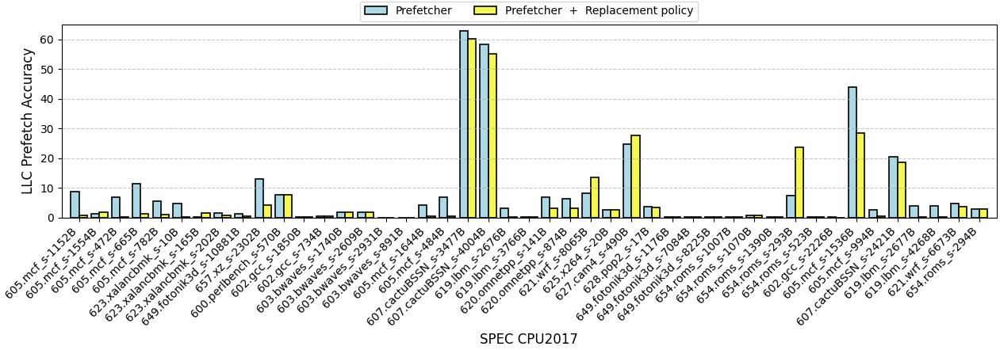 Prefetcher
Prefetcher + Replacement policy
LLC Prefetch Accuracy
60
50
40
30
20
10
0
605.mcf_s-1152B
605.mcf_s-1554B
605.mcf_s-472B
605.mcf_s-665B
605.mcf_s-782B
623.xalancbmk_s-10B
623.xalancbmk_s-165B
623.xalancbmk_s-202B
649.fotonik3d_s-10881B
657.xz_s-2302B
600.perlbench_s-570B
602.gcc_s-1850B
602.gcc_s-734B
603.bwaves_s-1740B
603.bwaves_s-2609B
603.bwaves_s-2931B
603.bwaves_s-891B
605.mcf_s-1644B
605.mcf_s-484B
607.cactuBSSN_s-3477B
607.cactuBSSN_s-4004B
619.lbm_s-2676B
619.lbm_s-3766B
620.omnetpp_s-141B
620.omnetpp_s-874B
621.wrf_s-8065B
625.x264_s-20B
627.cam4_s-490B
628.pop2_s-17B
649.fotonik3d_s-1176B
649.fotonik3d_s-7084B
649.fotonik3d_s-8225B
654.roms_s-1007B
654.roms_s-1070B
654.roms_s-1390B
654.roms_s-293B
654.roms_s-523B
602.gcc_s-2226B
605.mcf_s-1536B
605.mcf_s-994B
607.cactuBSSN_s-2421B
619.lbm_s-2677B
619.lbm_s-4268B
621.wrf_s-6673B
654.roms_s-294B
SPEC CPU2017